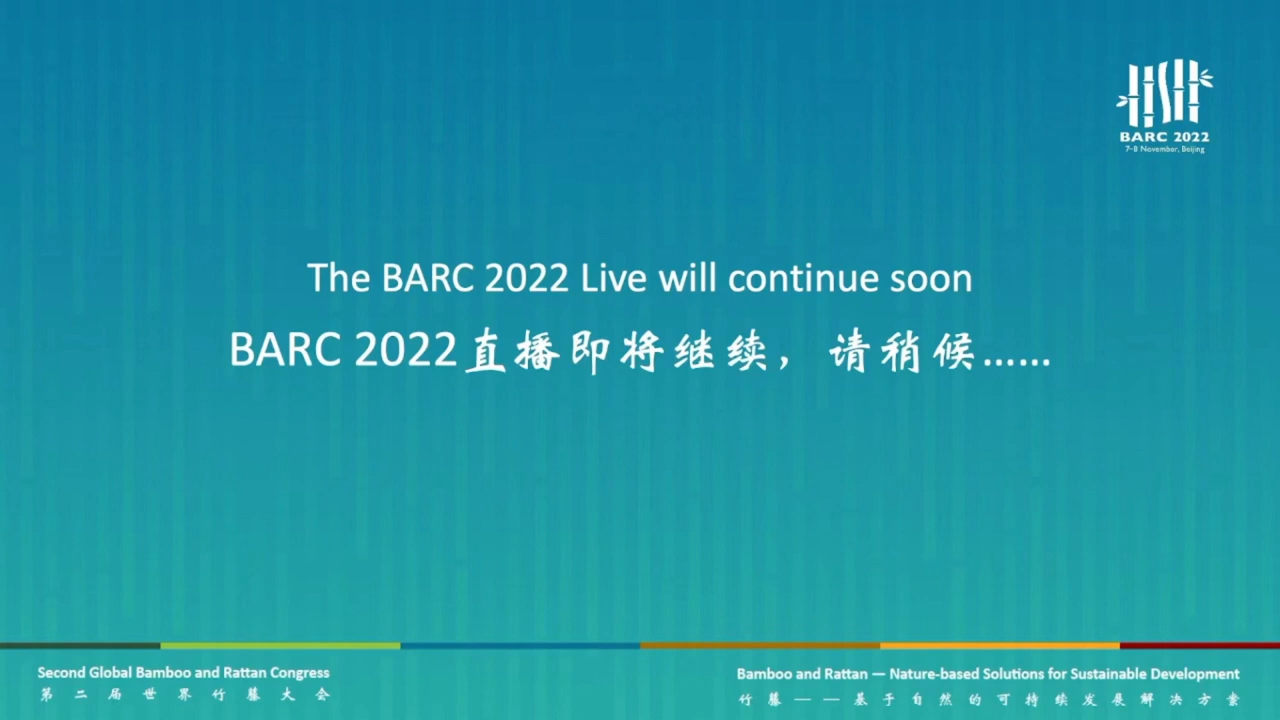 BARC 2022
7-8 November, Beijing
The BARC 2022 Live will continue soon
BARC 2022直播即将继续，请稍候……
Second Global Bamboo and Rattan Congress
第二届世界竹藤大会
Bamboo and Rattan — Nature-based Solutions for Sustainable Development
竹藤——基于自然的可持续发展解决方案